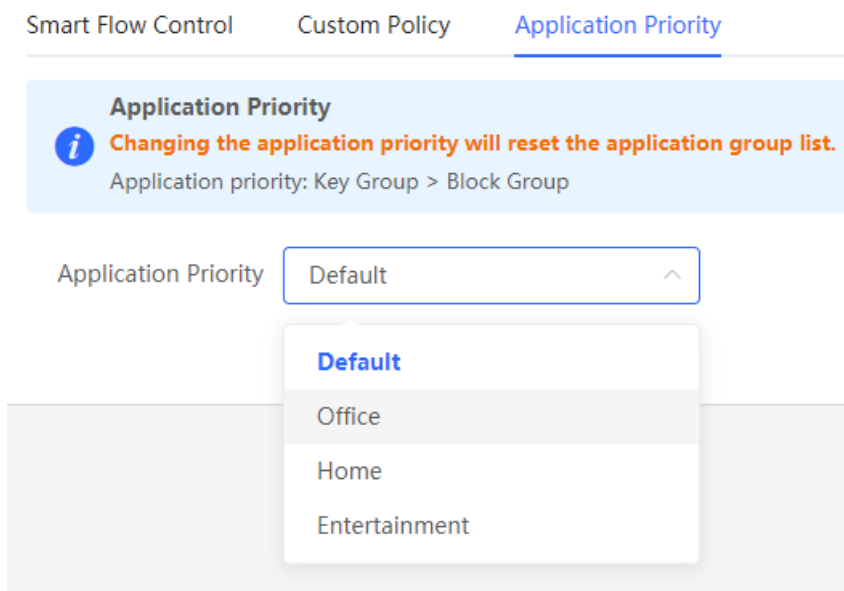 Smart Flow Control Custom Policy Application Priority
Application Priority
Changing the application priority will reset the application group list.
Application priority: Key Group > Block Group
Application Priority Default
Default
Office
Home
Entertainment